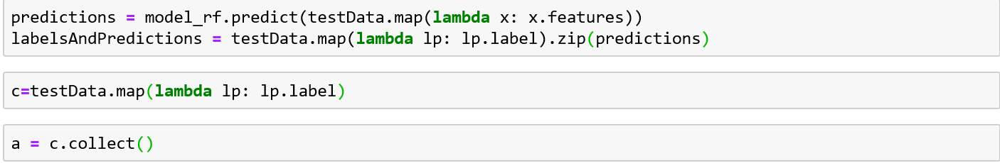 predictions = model_rf.predict(testData.map(lambda x: x.features))
labelsAndPredictions = testData.map(lambda lp: lp.label).zip(predictions)
c=testData.map(lambda lp: lp.label)
a = c.collect()